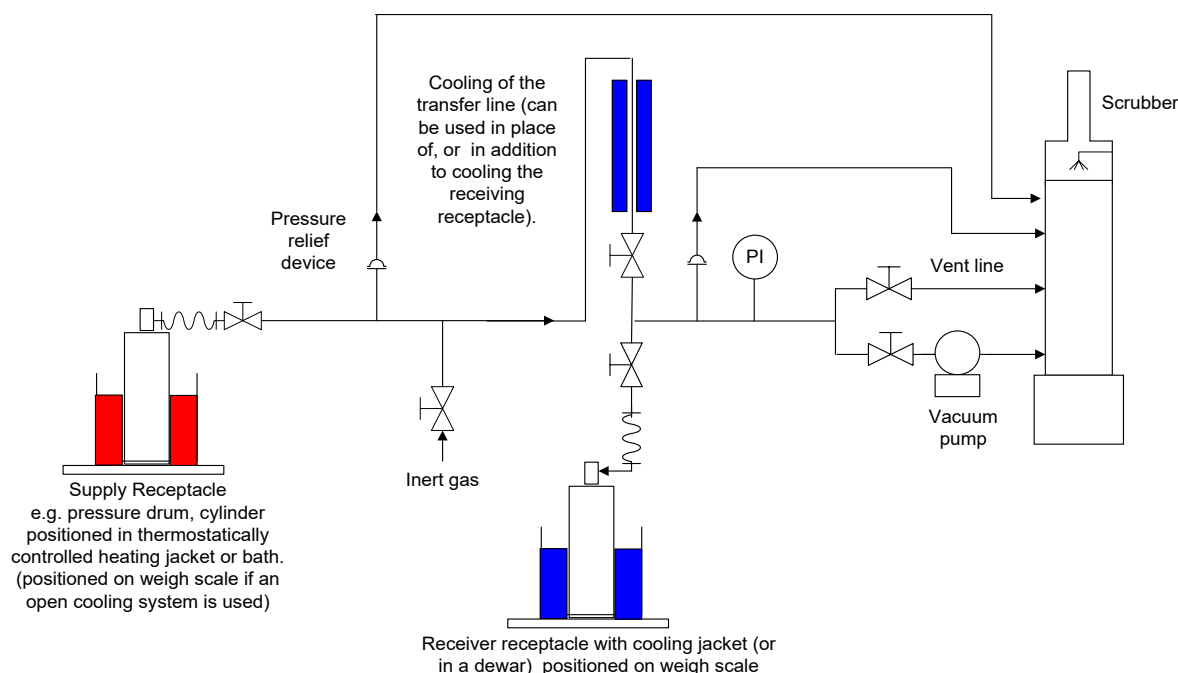 Cooling of the
transfer line (can
be used in place
of, or  in addition
to cooling the
receiving
receptacle).
Scrubber
Pressure
relief
device
PI
Vent line
Vacuum
pump
Inert gas
Supply Receptacle
e.g. pressure drum, cylinder
positioned in thermostatically
controlled heating jacket or bath.
(positioned on weigh scale if an
open cooling system is used)
Receiver receptacle with cooling jacket (or
in a dewar)  positioned on weigh scale